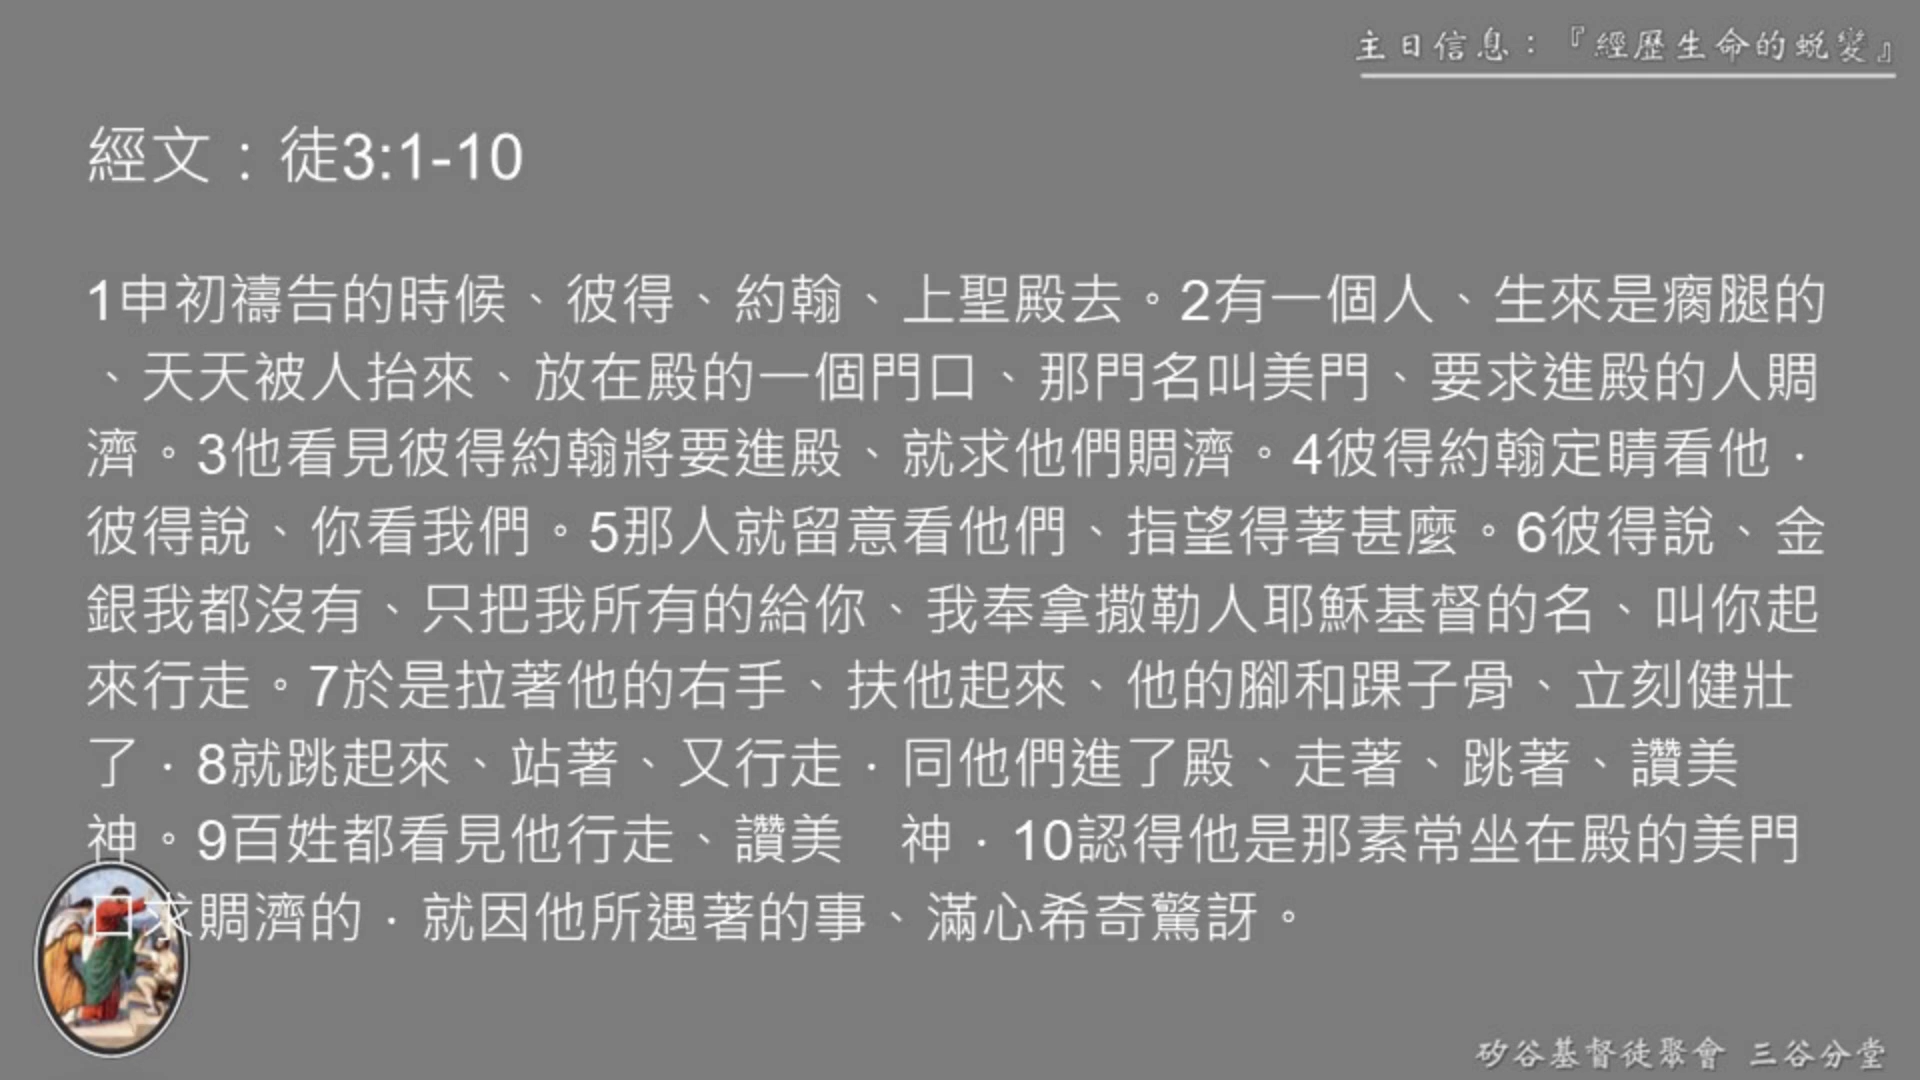 主日信息：『經歷生命的蛻變』
經文：徒3:1-10
1申初禱告的時候、彼得、約翰、上聖殿去。2有一個人、生來是瘸腿的
、天天被人抬來、放在殿的一個門口、那門名叫美門、要求進殿的人賙
濟。3他看見彼得約翰將要進殿、就求他們賙濟。4彼得約翰定睛看他．
彼得說、你看我們。5那人就留意看他們、指望得著甚麼。6彼得說、金
銀我都沒有、只把我所有的給你、我奉拿撒勒人耶穌基督的名、叫你起
來行走。7於是拉著他的右手、扶他起來、他的腳和踝子骨、立刻健壯
了．8就跳起來、站著、又行走．同他們進了殿、走著、跳著、讚美
神。9百姓都看見他行走、讚美　神．10認得他是那素常坐在殿的美門
口求賙濟的．就因他所遇著的事、滿心希奇驚訝。
矽谷基督徒聚會 三谷分堂